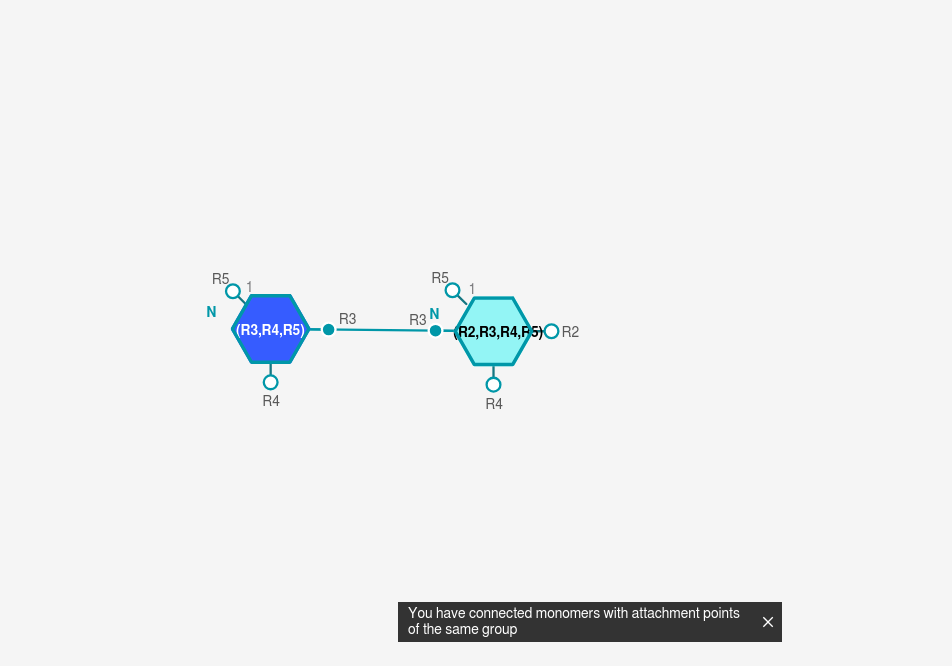 R5 1
N
(R3,R4,R5)
R3
R4
R5 1
R3 N
(R2,R3,R4,R5)
R2
R4
You have connected monomers with attachment points
of the same group